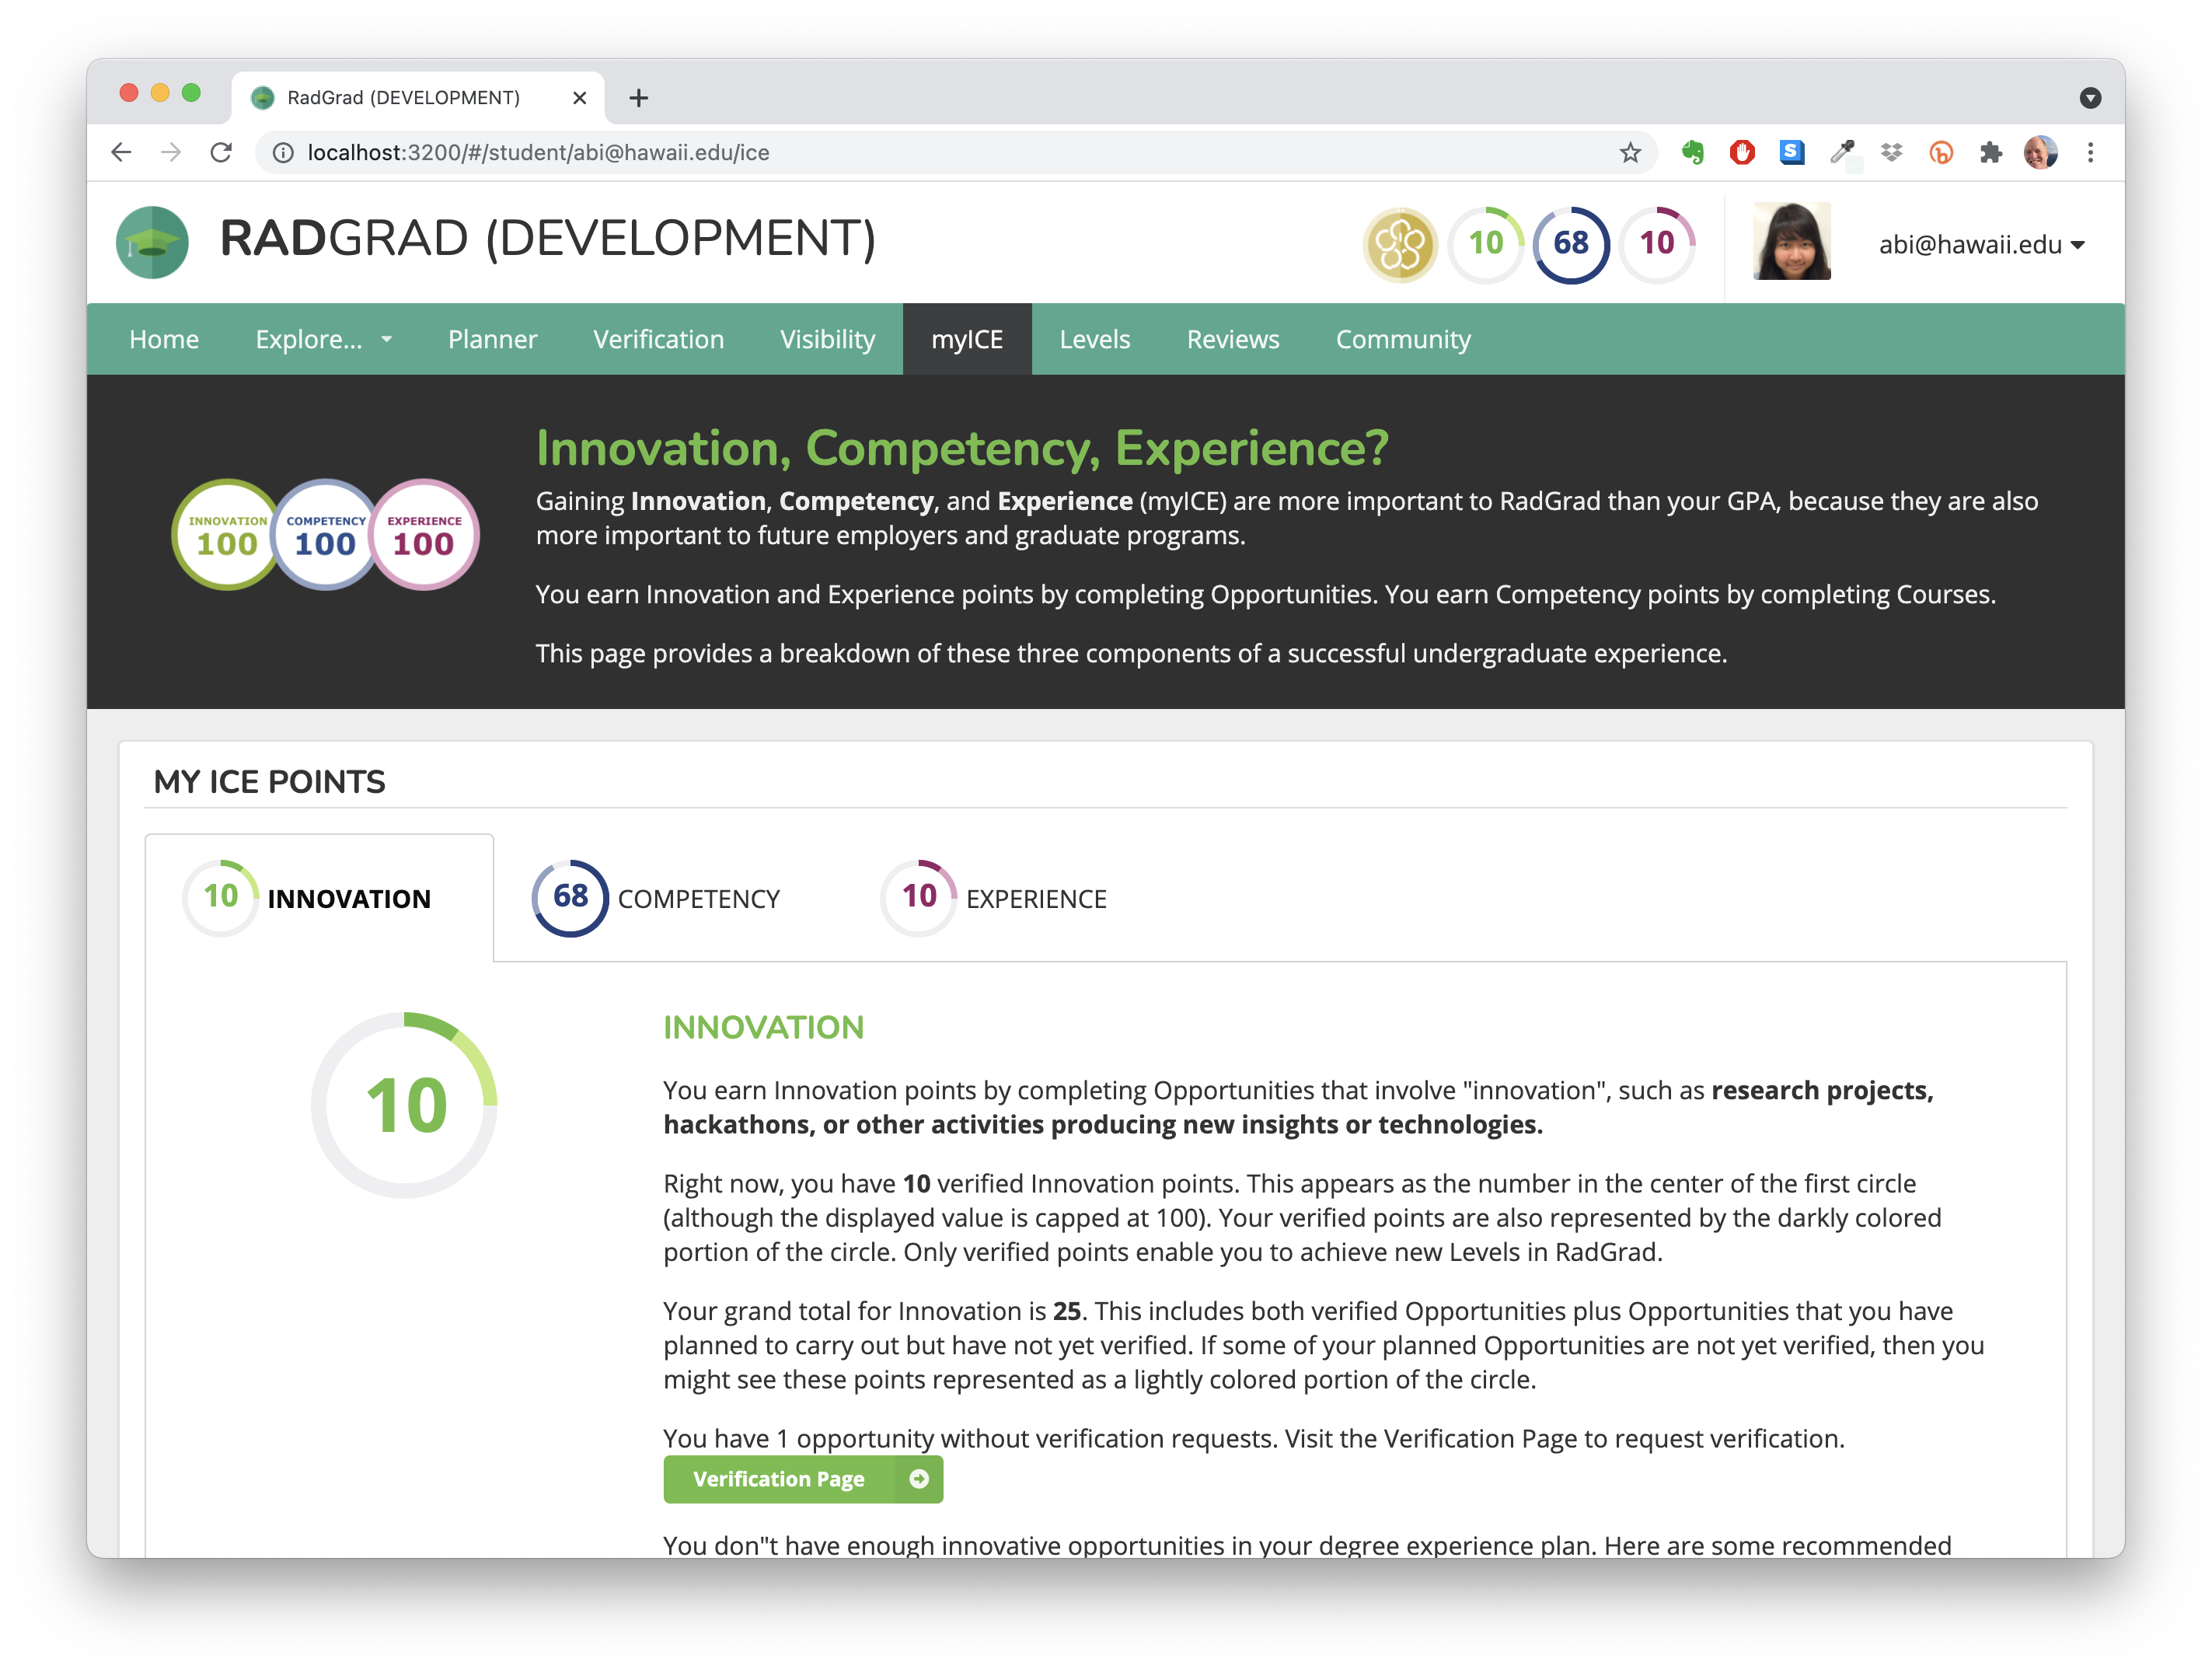 RadGrad (DEVELOPMENT)
localhost:3200/#/student/abi@hawaii.edu/ice
RADGRAD (DEVELOPMENT)
10
68
10
abi@hawaii.edu
Home
Explore...
Planner
Verification
Visibility
myICE
Levels
Reviews
Community
INNOVATION
100
COMPETENCY
100
EXPERIENCE
100
Innovation, Competency, Experience?
Gaining Innovation, Competency, and Experience (myICE) are more important to RadGrad than your GPA, because they are also
more important to future employers and graduate programs.
You earn Innovation and Experience points by completing Opportunities. You earn Competency points by completing Courses.
This page provides a breakdown of these three components of a successful undergraduate experience.
MY ICE POINTS
10 INNOVATION
68 COMPETENCY
10 EXPERIENCE
10
INNOVATION
You earn Innovation points by completing Opportunities that involve "innovation", such as research projects,
hackathons, or other activities producing new insights or technologies.
Right now, you have 10 verified Innovation points. This appears as the number in the center of the first circle
(although the displayed value is capped at 100). Your verified points are also represented by the darkly colored
portion of the circle. Only verified points enable you to achieve new Levels in RadGrad.
Your grand total for Innovation is 25. This includes both verified Opportunities plus Opportunities that you have
planned to carry out but have not yet verified. If some of your planned Opportunities are not yet verified, then you
might see these points represented as a lightly colored portion of the circle.
You have 1 opportunity without verification requests. Visit the Verification Page to request verification.
Verification Page
You don"t have enough innovative opportunities in your degree experience plan. Here are some recommended